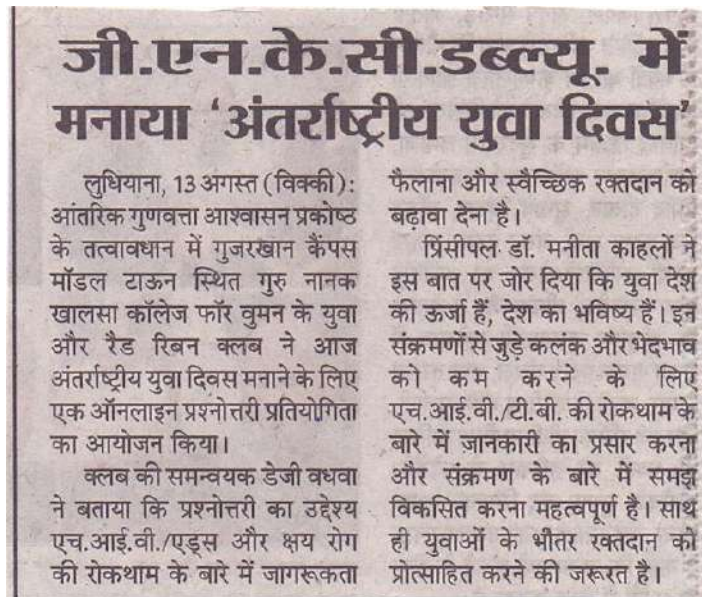 जी.एन.के.सी.डब्ल्यू. में
मनाया 'अंतर्राष्ट्रीय युवा दिवस'
लुधियाना, 13 अगस्त (विक्की):
आंतरिक गुणवत्ता आश्वासन प्रकोष्ठ
के तत्वावधान में गुजरखान कैंपस
मॉडल टाऊन स्थित गुरु नानक
खालसा कॉलेज फॉर वुमन के युवा
और रैड रिबन क्लब ने आज
अंतर्राष्ट्रीय युवा दिवस मनाने के लिए
एक ऑनलाइन प्रश्नोत्तरी प्रतियोगिता
का आयोजन किया।
क्लब की समन्वयक डेजी वधवा
ने बताया कि प्रश्नोत्तरी का उद्देश्य
एच.आई.वी./एड्स और क्षय रोग
की रोकथाम के बारे में जागरूकता
फैलाना और स्वैच्छिक रक्तदान को
बढ़ावा देना है।
प्रिंसीपल डॉ. मनीता काहलों ने
इस बात पर जोर दिया कि युवा देश
की ऊर्जा हैं, देश का भविष्य हैं। इन
संक्रमणों से जुड़े कलंक और भेदभाव
को कम करने के लिए
एच.आई.वी./टी.बी. की रोकथाम के
बारे में जानकारी का प्रसार करना
और संक्रमण के बारे में समझ
विकसित करना महत्वपूर्ण है। साथ
ही युवाओं के भीतर रक्तदान को
प्रोत्साहित करने की जरूरत है।